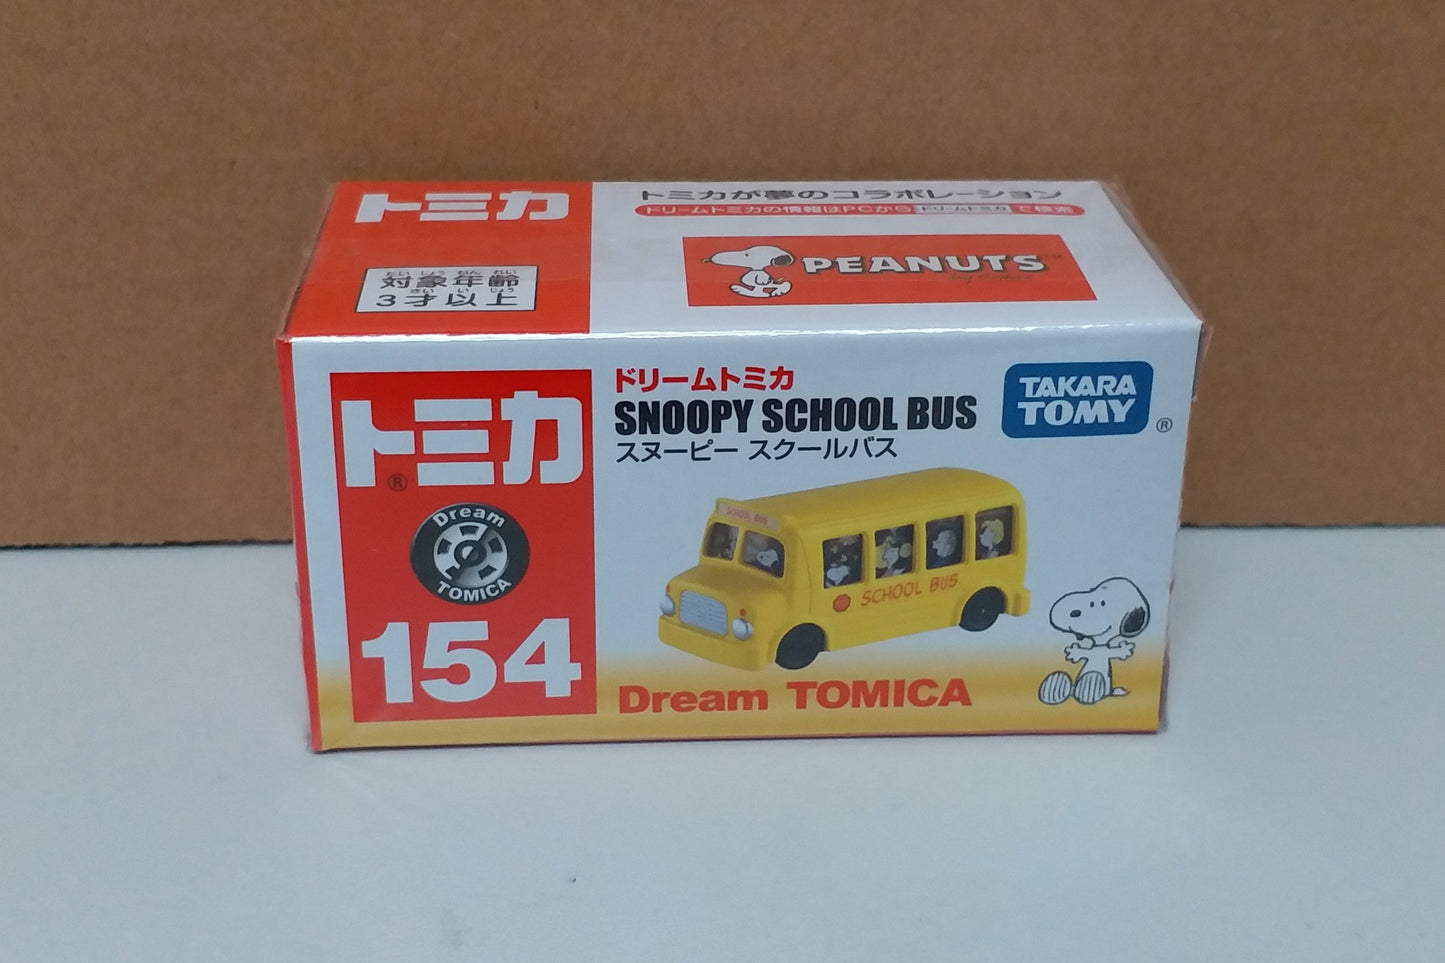 トミカ
対象年齢
3才以上
トミカが夢のコラボレーション
ドリームトミカの情報はPCから ドリームトミカ で検索
PEANUTS
トミカ
®
Dream
TOMICA
154
ドリームトミカ
SNOOPY SCHOOL BUS
スヌーピー スクールバス
TAKARA
TOMY
®
SCHOOL BUS
SCHOOL BUS
Dream TOMICA